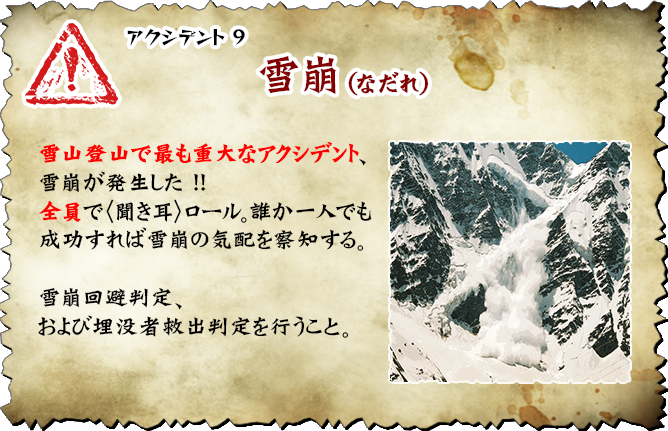 アクシデント 9
雪崩(なだれ)
雪山登山で最も重大なアクシデント、
雪崩が発生した !!
全員で〈聞き耳〉ロール。誰か一人でも
成功すれば雪崩の気配を察知する。
雪崩回避判定、
および埋没者救出判定を行うこと。